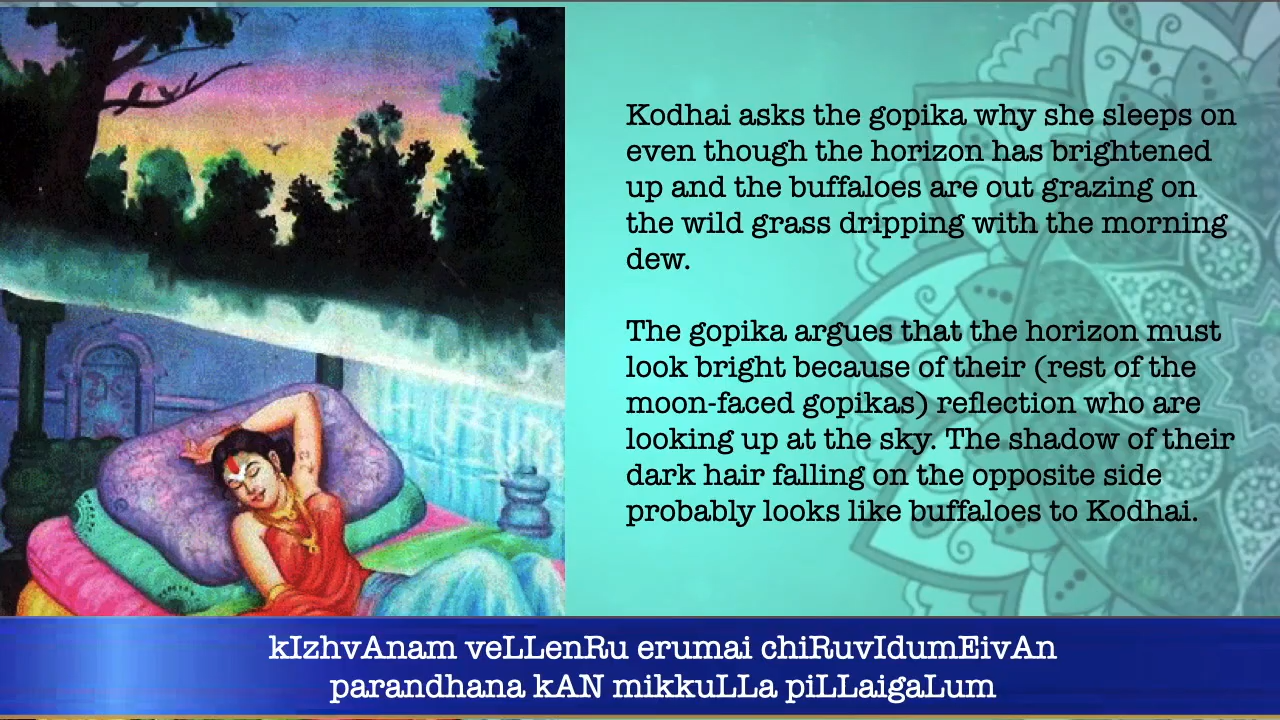 Kodhai asks the gopika why she sleeps on
even though the horizon has brightened
up and the buffaloes are out grazing on
the wild grass dripping with the morning
dew.
The gopika argues that the horizon must
look bright because of their (rest of the
moon-faced gopikas) reflection who are
looking up at the sky. The shadow of their
dark hair falling on the opposite side
probably looks like buffaloes to Kodhai.
kIzhvAnam veLLenRu erumai chiRuvIdumEivAn
parandhana kAN mikkuLLa piLLaigaLum